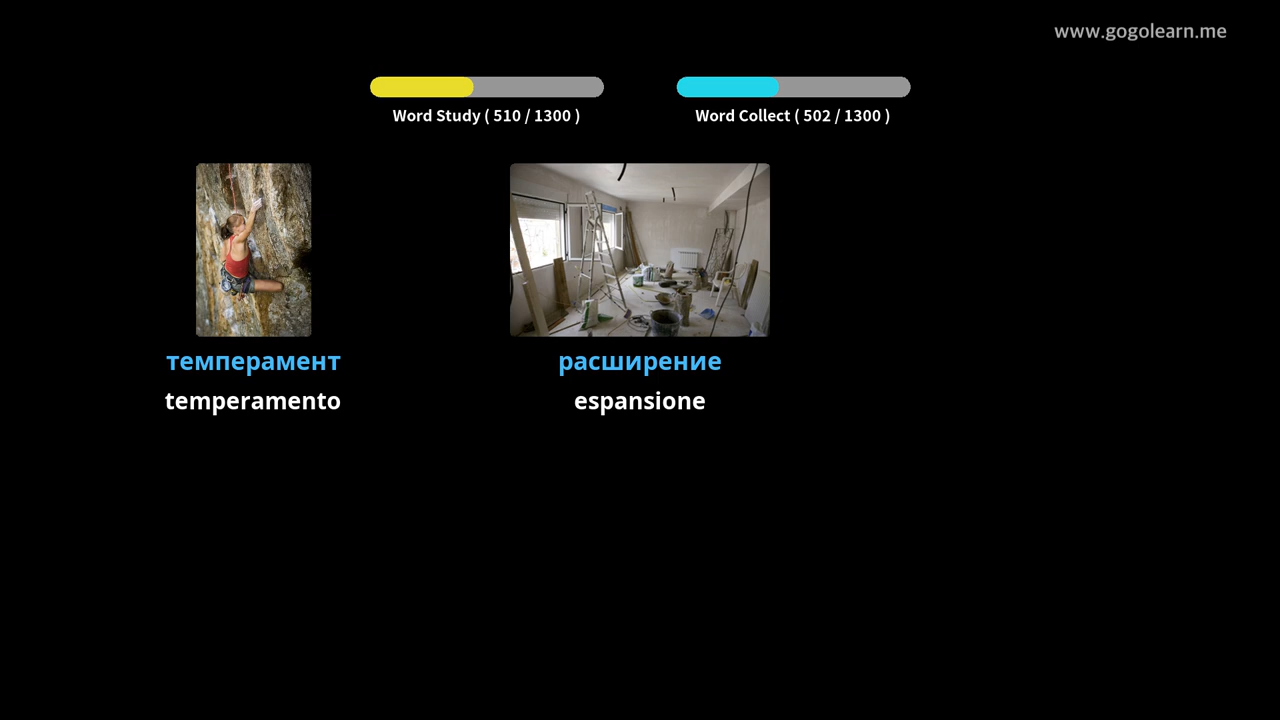 www.gogolearn.me
Word Study ( 510 / 1300 )
Word Collect ( 502 / 1300 )
темперамент
temperamento
расширение
espansione